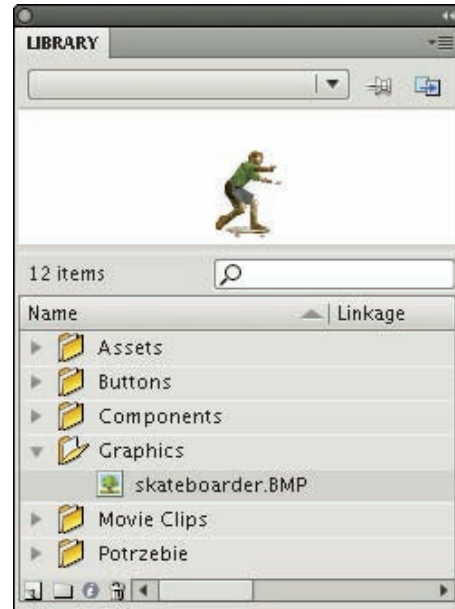 LIBRARY
12 items
Name Linkage
Assets
Buttons
Components
Graphics
skateboarder.BMP
Movie Clips
Potrzebie